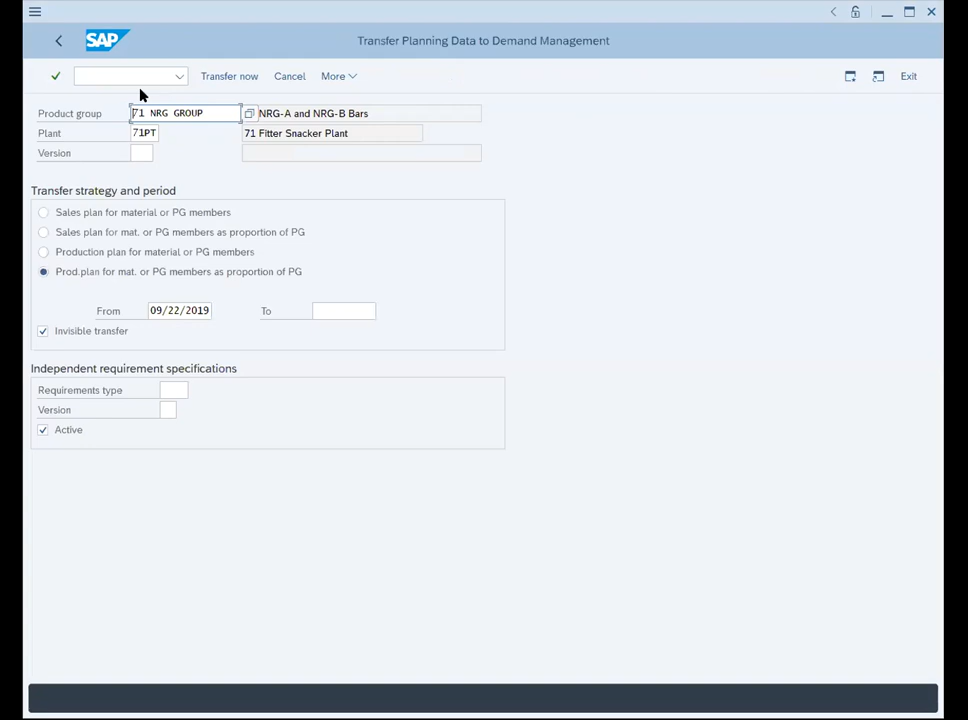 SAP
Transfer Planning Data to Demand Management
Transfer now Cancel More Exit
Product group 71 NRG GROUP NRG-A and NRG-B Bars
Plant 71PT 71 Fitter Snacker Plant
Version
Transfer strategy and period
Sales plan for material or PG members
Sales plan for mat. or PG members as proportion of PG
Production plan for material or PG members
Prod.plan for mat. or PG members as proportion of PG
From 09/22/2019 To
Invisible transfer
Independent requirement specifications
Requirements type
Version
Active